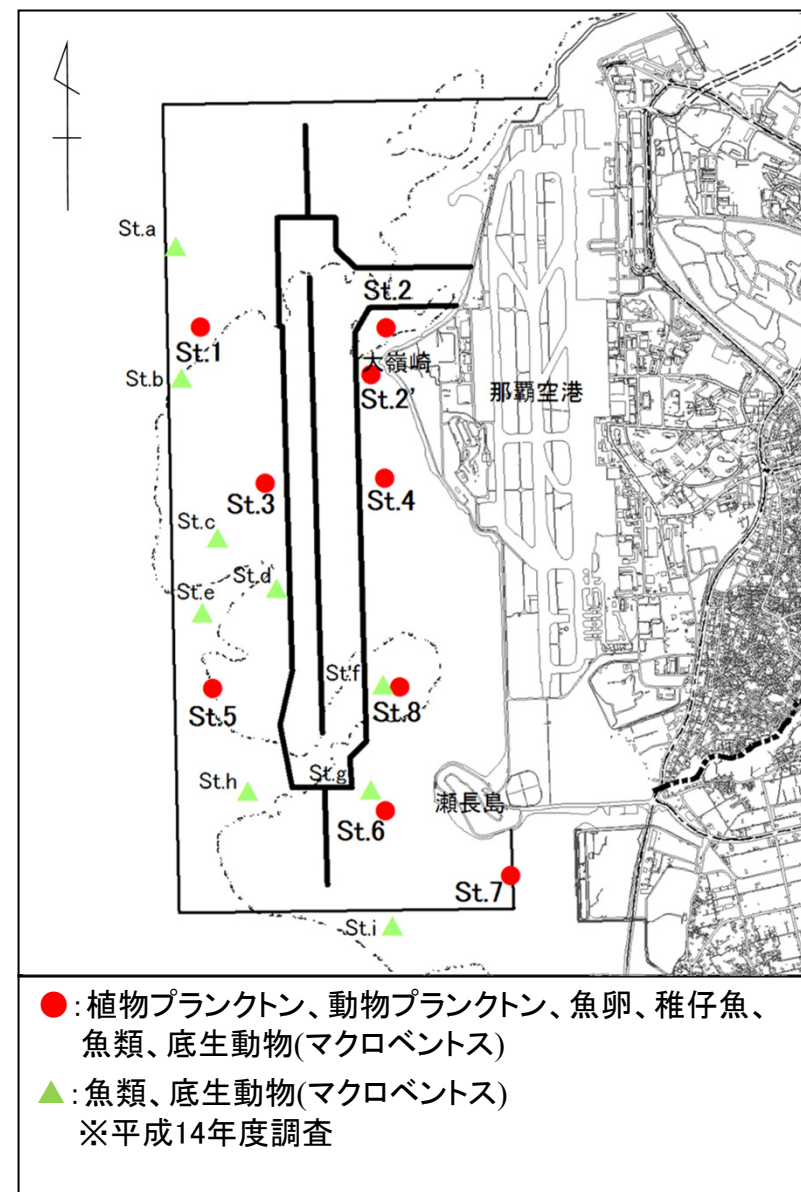 St.a
St.2
St.1
大嶺崎
St.b
St.2'
那覇空港
St.3
St.4
St.c
St.d
St.e
St.f
St.5
St.8
St.h
St.g
瀬長島
St.6
St.7
St.i
●:植物プランクトン、動物プランクトン、魚卵、稚仔魚、
魚類、底生動物(マクロベントス)
▲:魚類、底生動物(マクロベントス)
※平成14年度調査